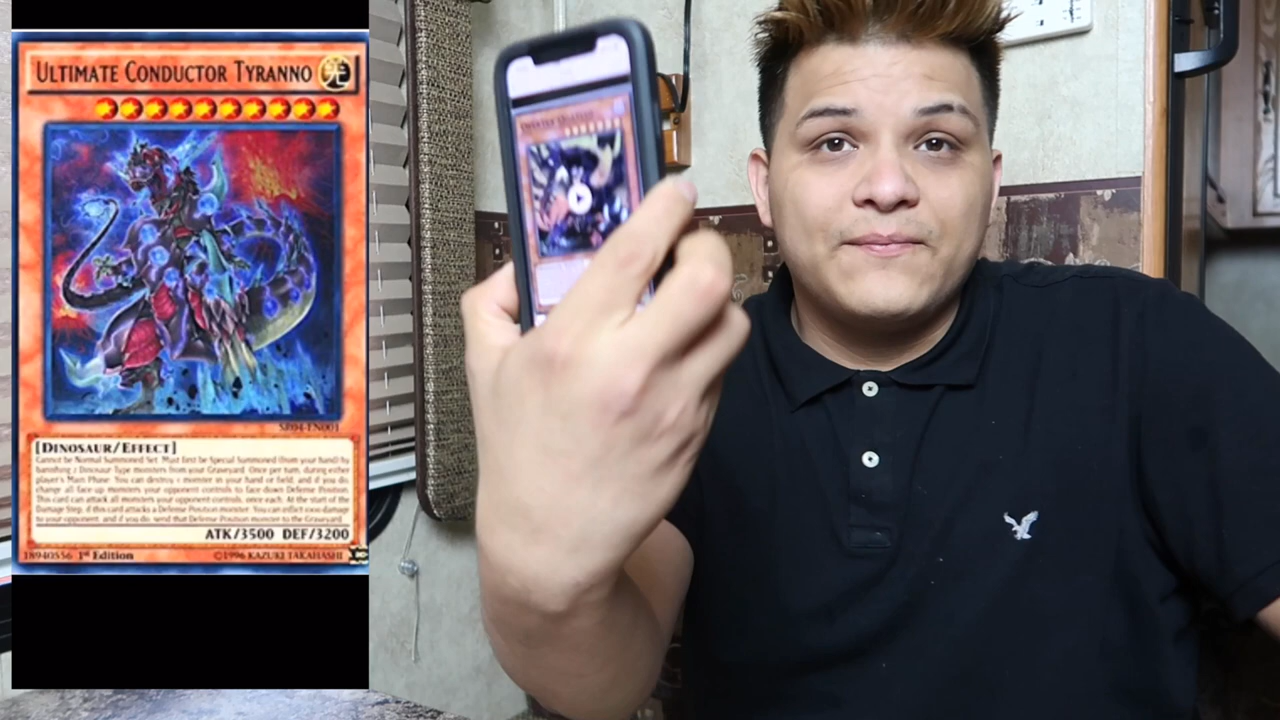 ULTIMATE CONDUCTOR TYRANNO
SR04-EN001
[DINOSAUR/EFFECT]
Cannot be Normal Summoned/Set. Must first be Special Summoned (from your hand) by
banishing 2 Dinosaur-Type monsters from your Graveyard. Once per turn, during either
player's Main Phase: You can destroy 1 monster in your hand or field, and if you do,
change all face-up monsters your opponent controls to face-down Defense Position.
This card can attack all monsters your opponent controls, once each. At the start of the
Damage Step, if this card attacks a Defense Position monster: You can inflict 1000 damage
to your opponent, and if you do, send that Defense Position monster to the Graveyard.
ATK/3500 DEF/3200
18940556 1st Edition ©1996 KAZUKI TAKAHASHI